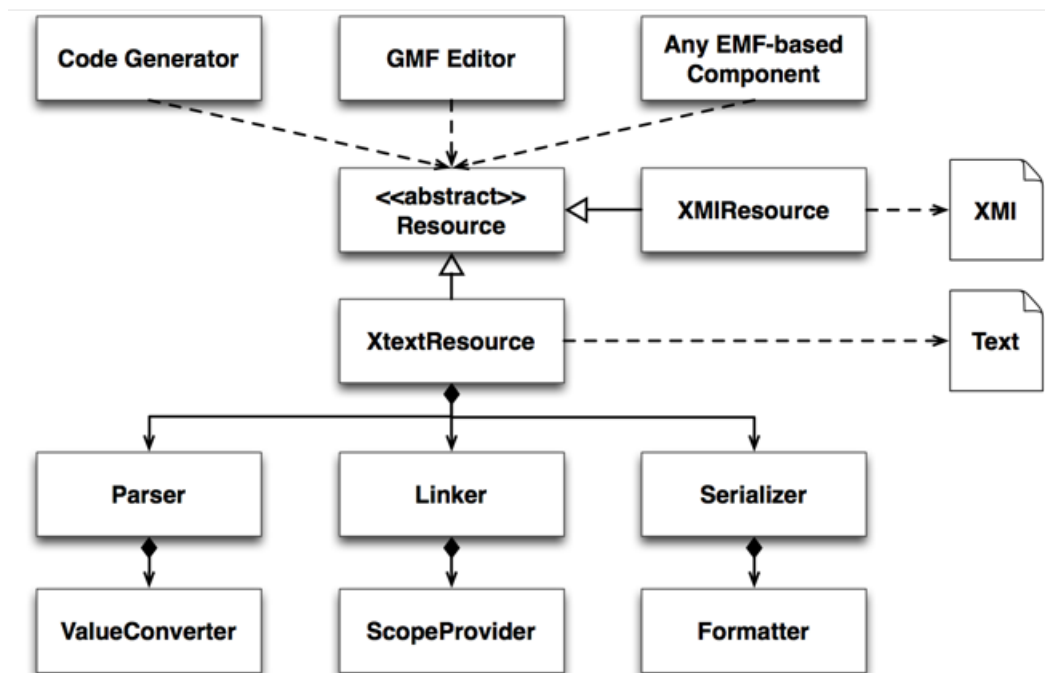 Code Generator
GMF Editor
Any EMF-based
Component
<<abstract>>
Resource
XMIResource
XMI
XtextResource
Text
Parser
Linker
Serializer
ValueConverter
ScopeProvider
Formatter